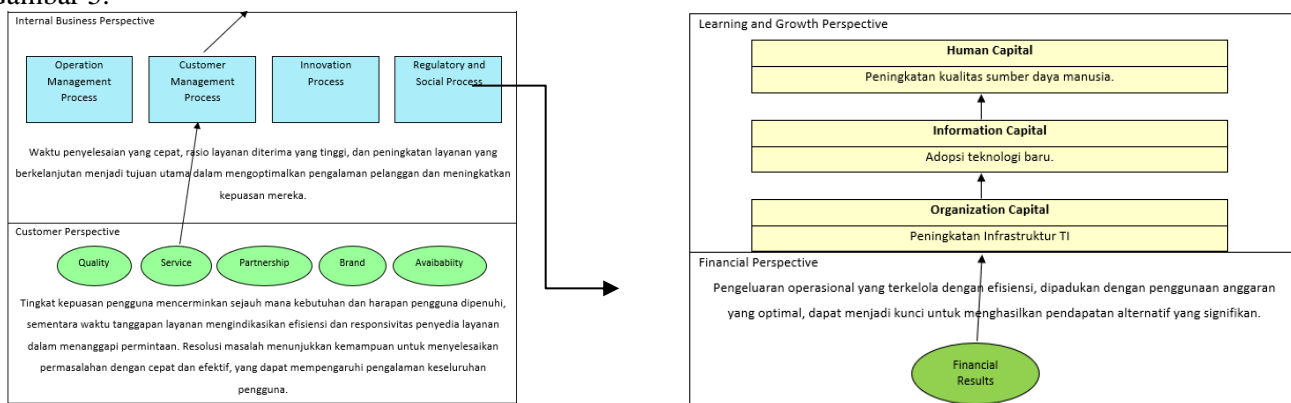 Internal Business Perspective
Operation
Management
Process
Customer
Management
Process
Innovation
Process
Regulatory and
Social Process
Waktu penyelesaian yang cepat, rasio layanan diterima yang tinggi, dan peningkatan layanan yang
berkelanjutan menjadi tujuan utama dalam mengoptimalkan pengalaman pelanggan dan meningkatkan
kepuasan mereka.
Customer Perspective
Quality
Service
Partnership
Brand
Avaibabiity
Tingkat kepuasan pengguna mencerminkan sejauh mana kebutuhan dan harapan pengguna dipenuhi,
sementara waktu tanggapan layanan mengindikasikan efisiensi dan responsivitas penyedia layanan
dalam menanggapi permintaan. Resolusi masalah menunjukkan kemampuan untuk menyelesaikan
permasalahan dengan cepat dan efektif, yang dapat mempengaruhi pengalaman keseluruhan
pengguna.
Learning and Growth Perspective
Human Capital
Peningkatan kualitas sumber daya manusia.
Information Capital
Adopsi teknologi baru.
Organization Capital
Peningkatan Infrastruktur TI
Financial Perspective
Pengeluaran operasional yang terkelola dengan efisiensi, dipadukan dengan penggunaan anggaran
yang optimal, dapat menjadi kunci untuk menghasilkan pendapatan alternatif yang signifikan.
Financial
Results